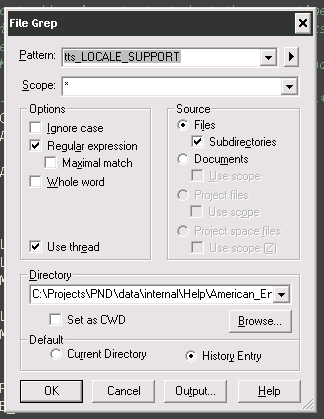 File Grep
Pattern: tts_LOCALE_SUPPORT
Scope: *
Options
Ignore case
Regular expression
Maximal match
Whole word
Use thread
Source
Files
Subdirectories
Documents
Use scope
Project files
Use scope
Project space files
Use scope (Z)
Directory
C:\Projects\PND\data\internal\Help\American_Er
Set as CWD
Browse...
Default
Current Directory
History Entry
OK
Cancel
Output...
Help